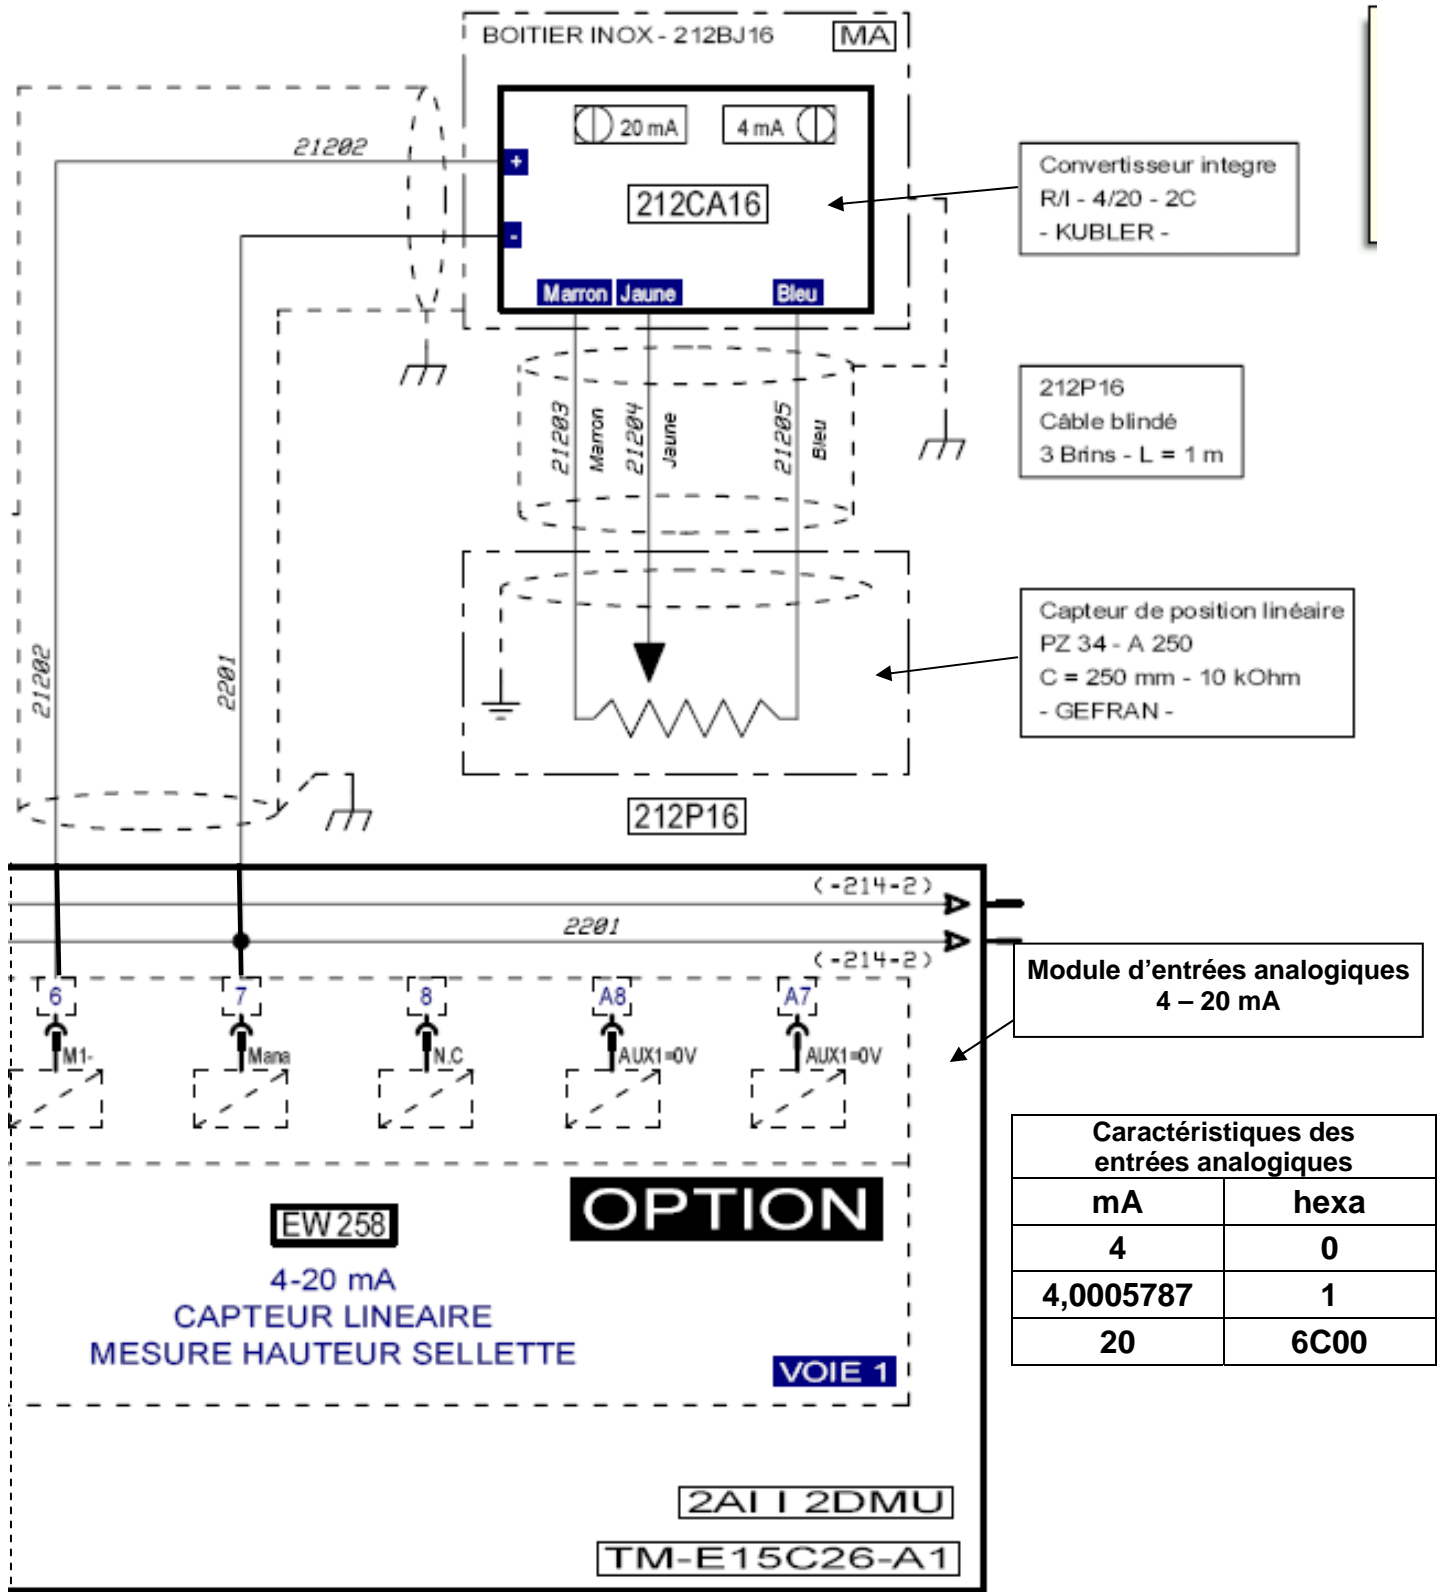 BOITIER INOX - 212BJ16
MA
20 mA
4 mA
21202
+
212CA16
-
Marron
Jaune
Bleu
Convertisseur integre
R/I - 4/20 - 2C
- KUBLER -
21203
Marron
21204
Jaune
21205
Bleu
212P16
Câble blindé
3 Brins - L = 1 m
Capteur de position linéaire
PZ 34 - A 250
C = 250 mm - 10 kOhm
- GEFRAN -
21202
2201
212P16
(-214-2)
2201
(-214-2)
Module d'entrées analogiques
4 – 20 mA
6
7
8
A8
A7
M1-
Mana
N.C
AUX1=0V
AUX1=0V
EW 258
OPTION
4-20 mA
CAPTEUR LINEAIRE
MESURE HAUTEUR SELLETTE
VOIE 1
Caractéristiques des
entrées analogiques
mA hexa
4 0
4,0005787 1
20 6C00
2AI I 2DMU
TM-E15C26-A1